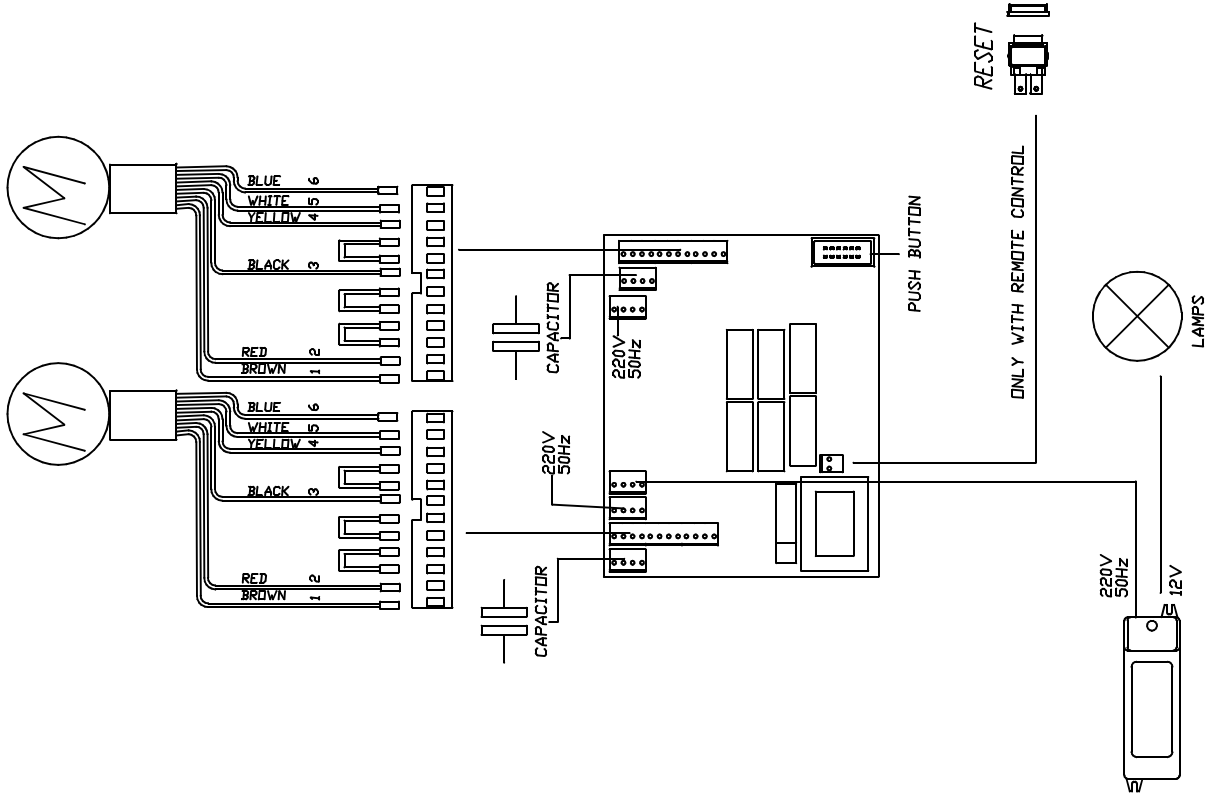 RESET
ONLY WITH REMOTE CONTROL
BLUE 6
WHITE 5
YELLOW 4
BLACK 3
RED 2
BROWN 1
CAPACITOR
220V
50Hz
PUSH BUTTON
LAMPS
BLUE 6
WHITE 5
YELLOW 4
BLACK 3
RED 2
BROWN 1
220V
50Hz
CAPACITOR
220V
50Hz
12V
M
M